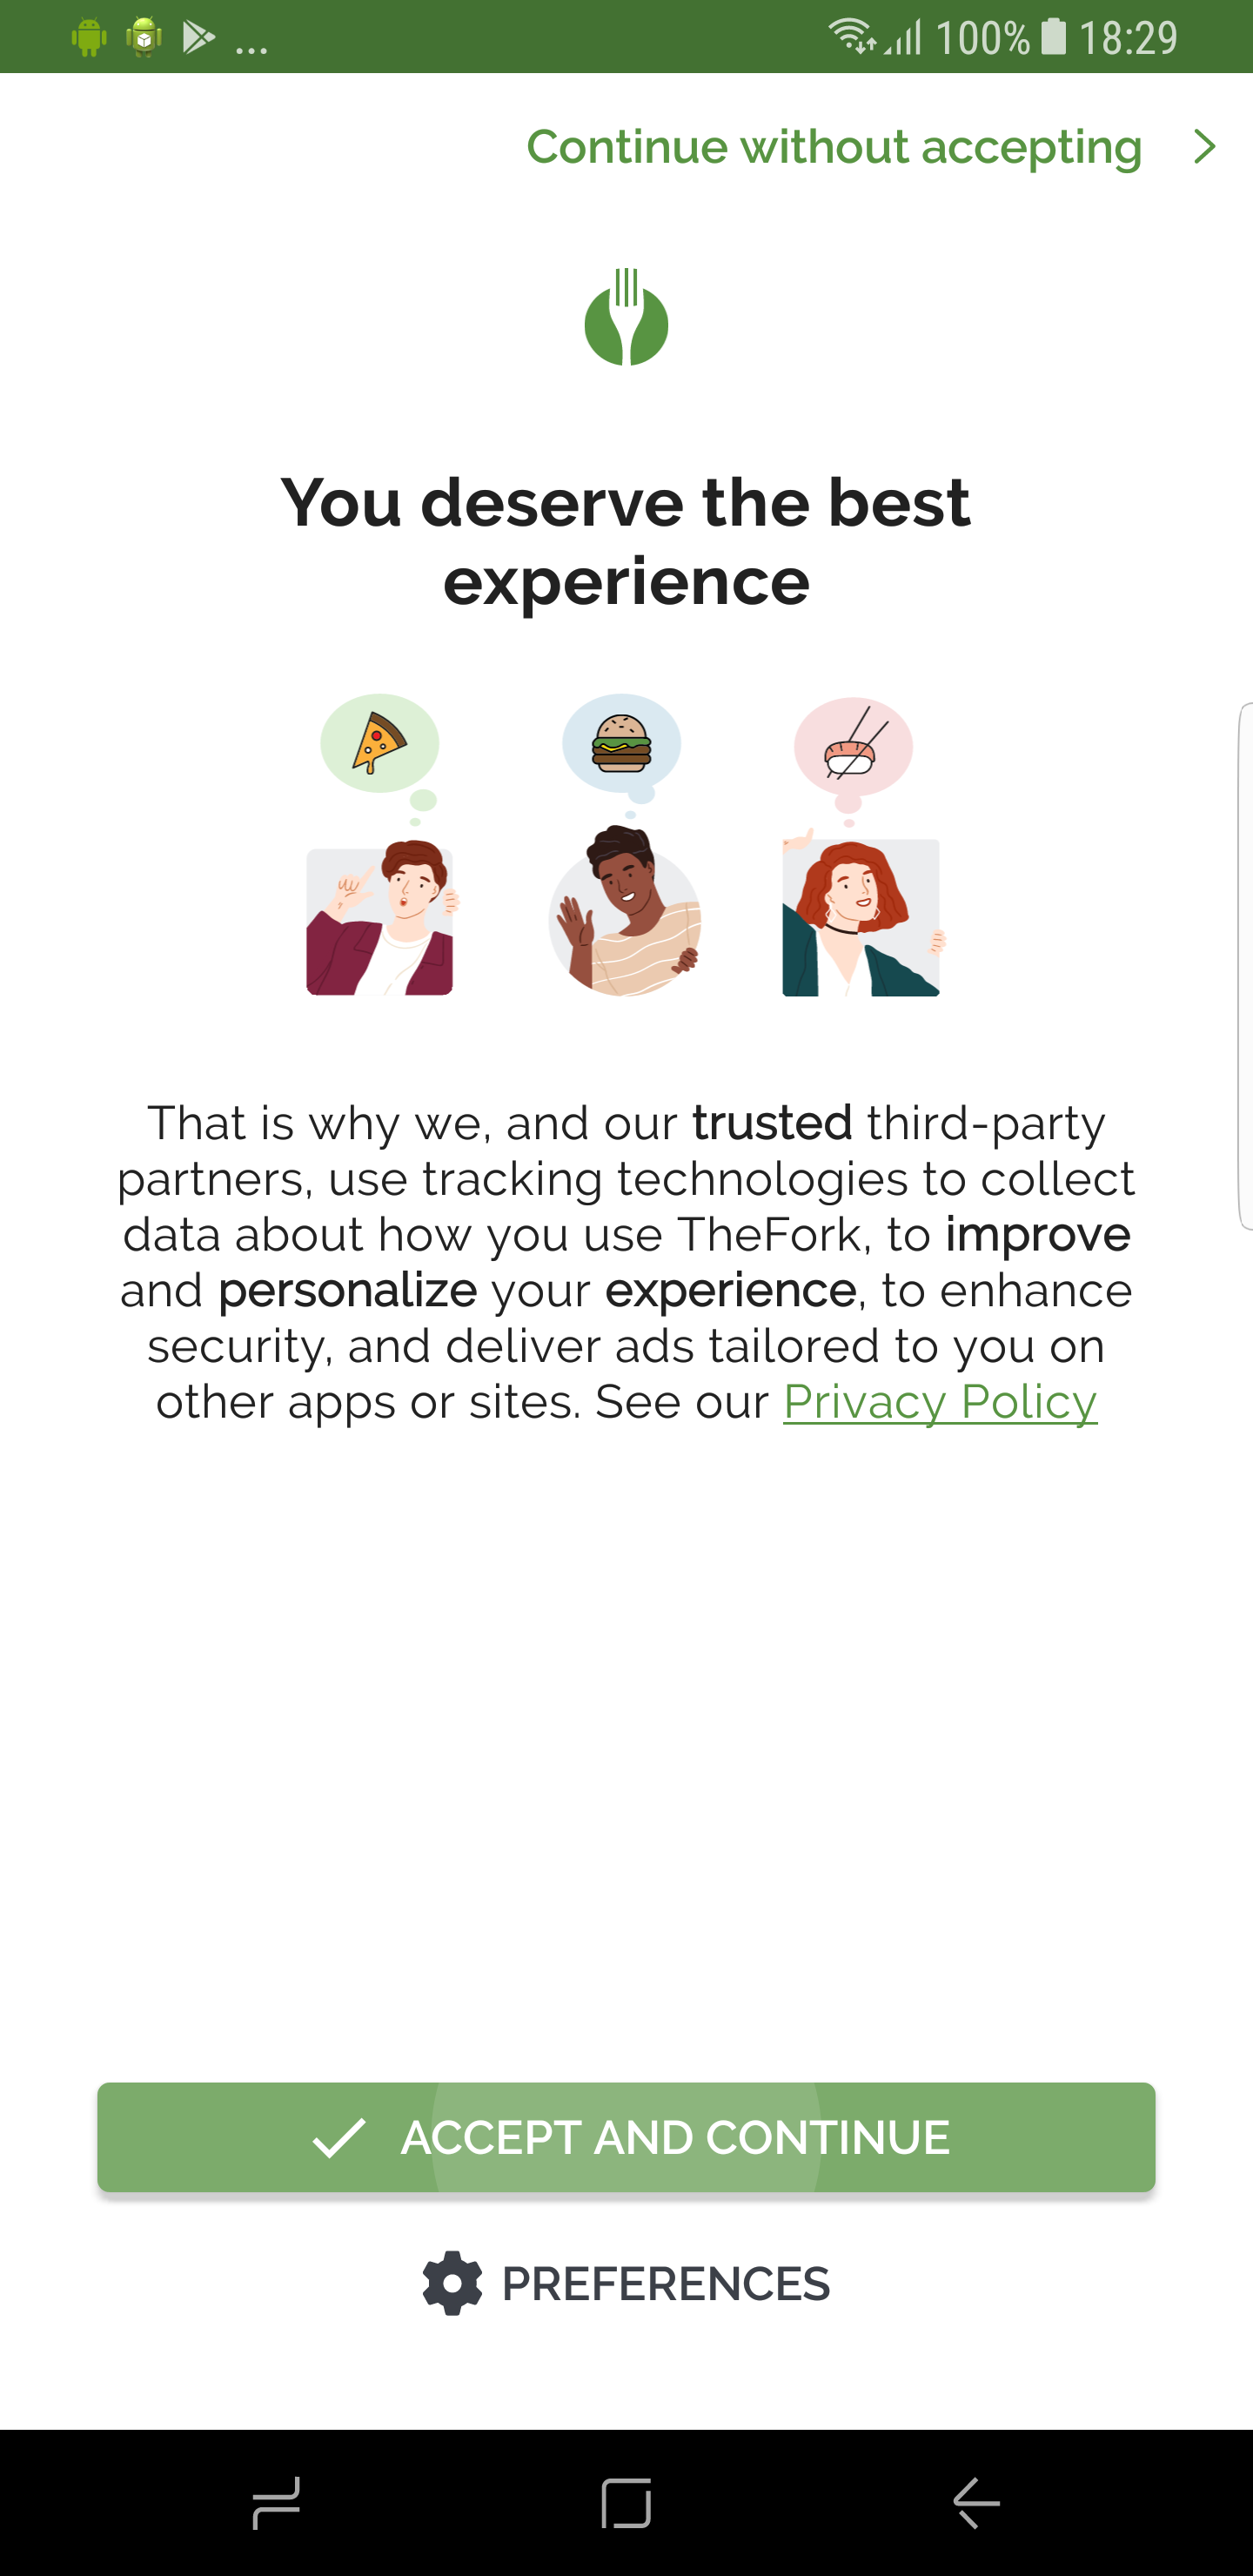 ... 100% 18:29
Continue without accepting
You deserve the best
experience
That is why we, and our trusted third-party
partners, use tracking technologies to collect
data about how you use TheFork, to improve
and personalize your experience, to enhance
security, and deliver ads tailored to you on
other apps or sites. See our Privacy Policy
ACCEPT AND CONTINUE
PREFERENCES